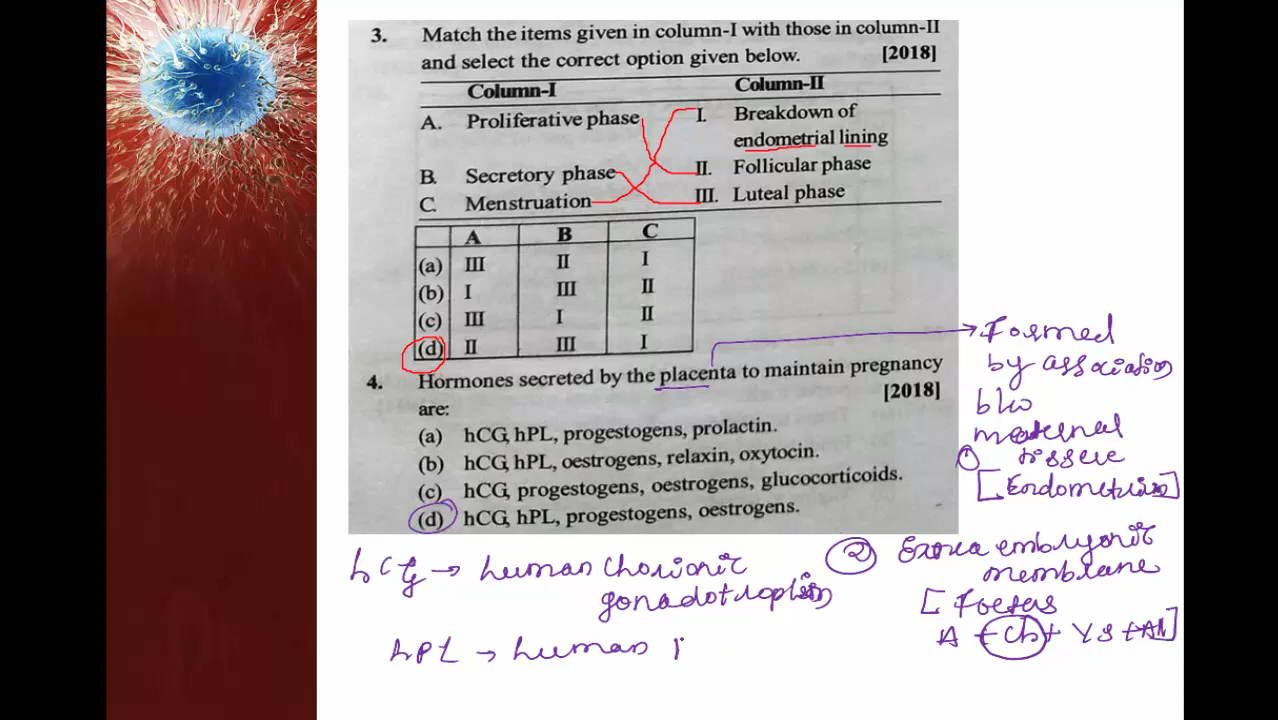 3. Match the items given in column-I with those in column-II
and select the correct option given below. [2018]
Column-I Column-II
A. Proliferative phase I. Breakdown of
endometrial lining
B. Secretory phase II. Follicular phase
C. Menstruation III. Luteal phase
A B C
(a) III II I
(b) I III II
(c) III I II
(d) II III I
4. Hormones secreted by the placenta to maintain pregnancy
are: [2018]
(a) hCG, hPL, progestogens, prolactin.
(b) hCG, hPL, oestrogens, relaxin, oxytocin.
(c) hCG, progestogens, oestrogens, glucocorticoids.
(d) hCG, hPL, progestogens, oestrogens.
Formed
by association
b/w
maternal
① tissue
[Endometrium]
② Extra embryonic
membrane
[Foetus
A + Ch + YS + Al]
hCG → human chorionic
gonadotrophin
hPL → human